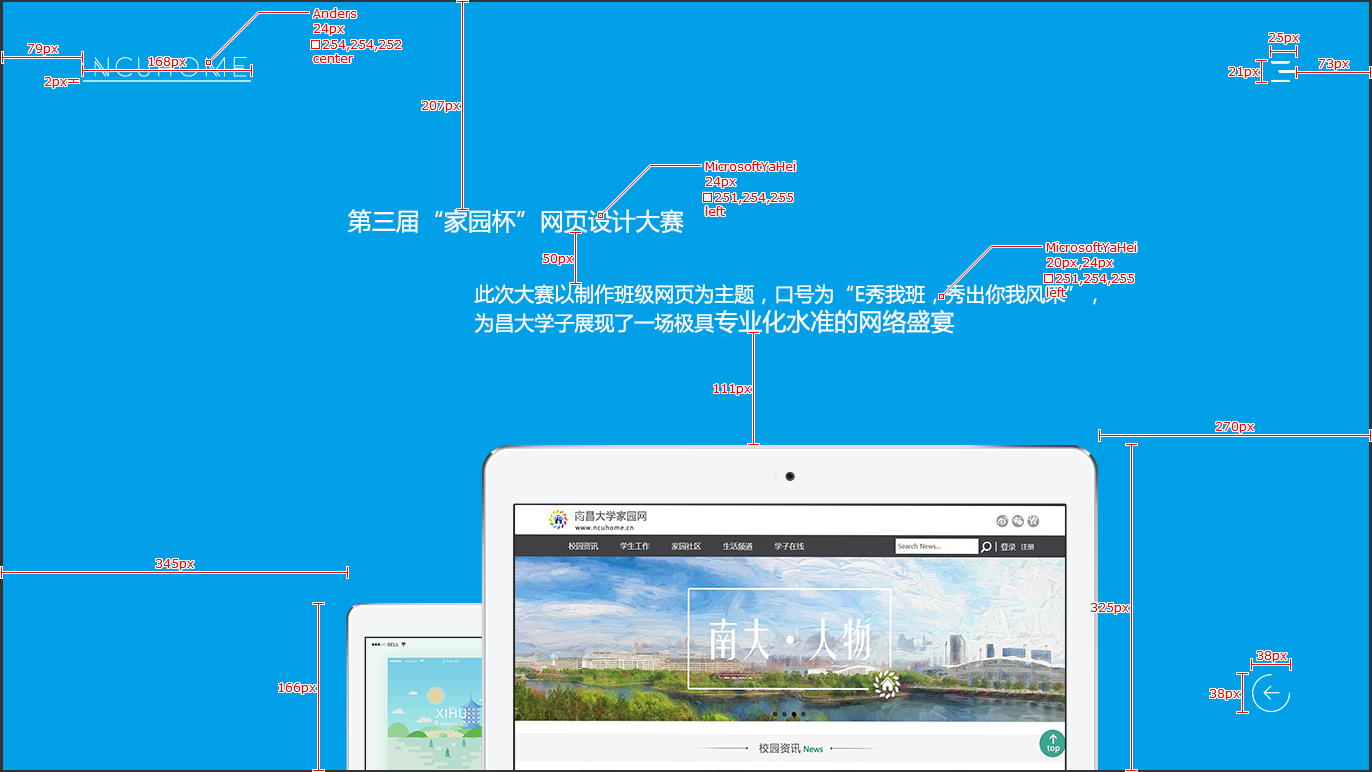 Anders
24px
254,254,252
center
79px
168px
NCUHOME
2px
25px
21px
73px
207px
MicrosoftYaHei
24px
251,254,255
left
第三届“家园杯”网页设计大赛
50px
MicrosoftYaHei
20px,24px
251,254,255
left
此次大赛以制作班级网页为主题，口号为“E秀我班，秀出你我风采”，
为昌大学子展现了一场极具专业化水准的网络盛宴
111px
270px
南昌大学家园网
www.ncuhome.cn
校园资讯 学生工作 家园社区 生活频道 学子在线 Search News... 登录 注册
345px
325px
南大·人物
BELL
38px
38px
166px
XIHU
校园资讯 News
top